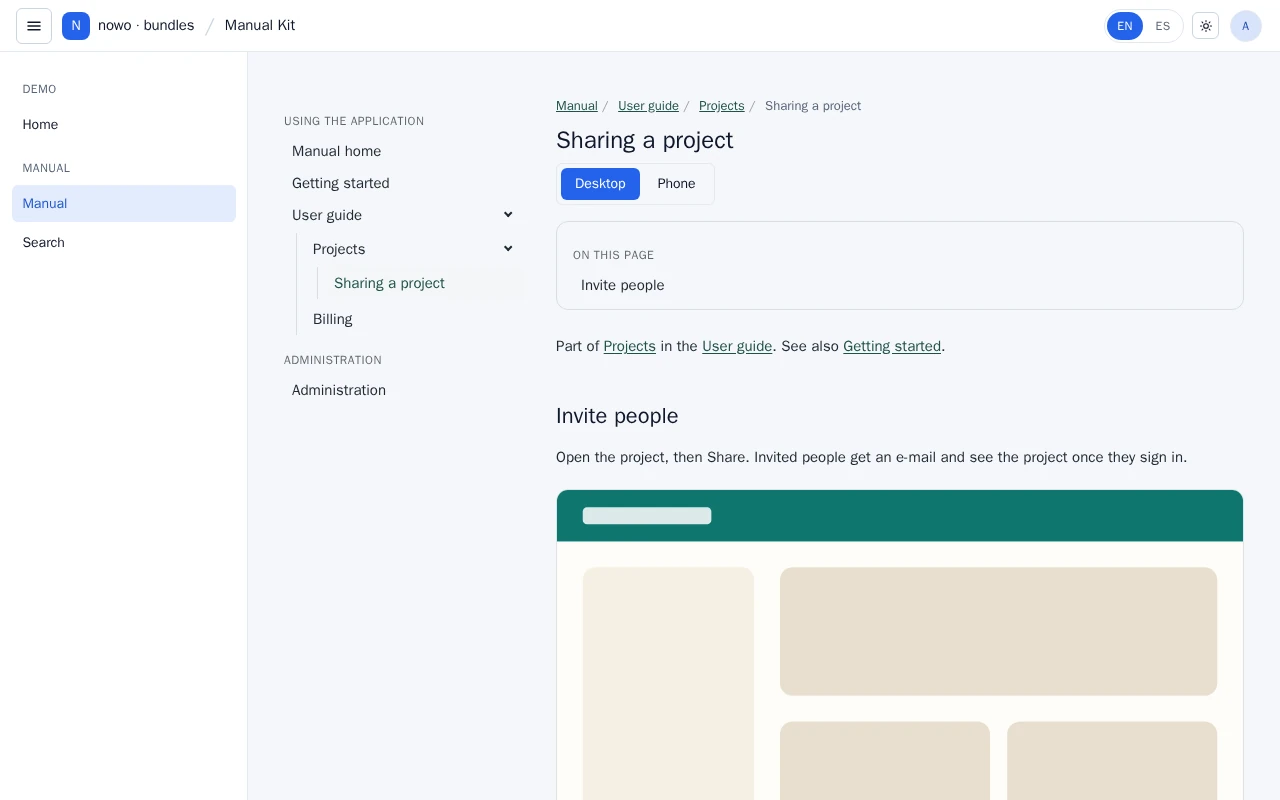 N nowo · bundles / Manual Kit
EN ES A
DEMO
Home
MANUAL
Manual
Search
USING THE APPLICATION
Manual home
Getting started
User guide
Projects
Sharing a project
Billing
ADMINISTRATION
Administration
Manual / User guide / Projects / Sharing a project
Sharing a project
Desktop Phone
ON THIS PAGE
Invite people
Part of Projects in the User guide. See also Getting started.
Invite people
Open the project, then Share. Invited people get an e-mail and see the project once they sign in.